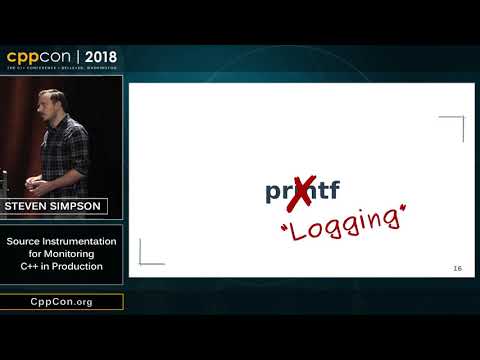 cppcon | 2018
THE C++ CONFERENCE • BELLEVUE, WASHINGTON
STEVEN SIMPSON
Source Instrumentation
for Monitoring
C++ in Production
CppCon.org
printf
"Logging"
16